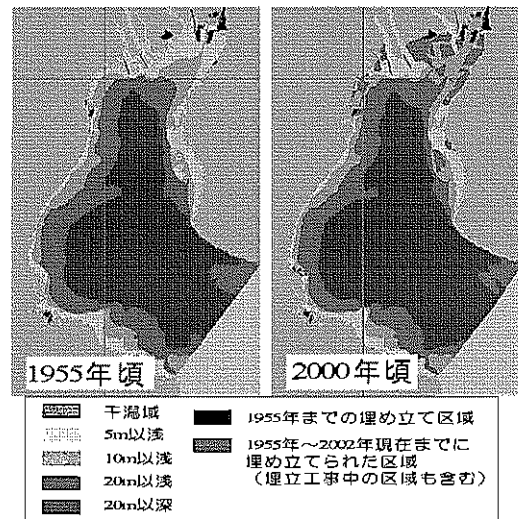 1955年頃
2000年頃
干潟域
5m以浅
10m以浅
20m以浅
20m以深
1955年までの埋め立て区域
1955年～2002年現在までに
埋め立てられた区域
（埋立工事中の区域も含む）